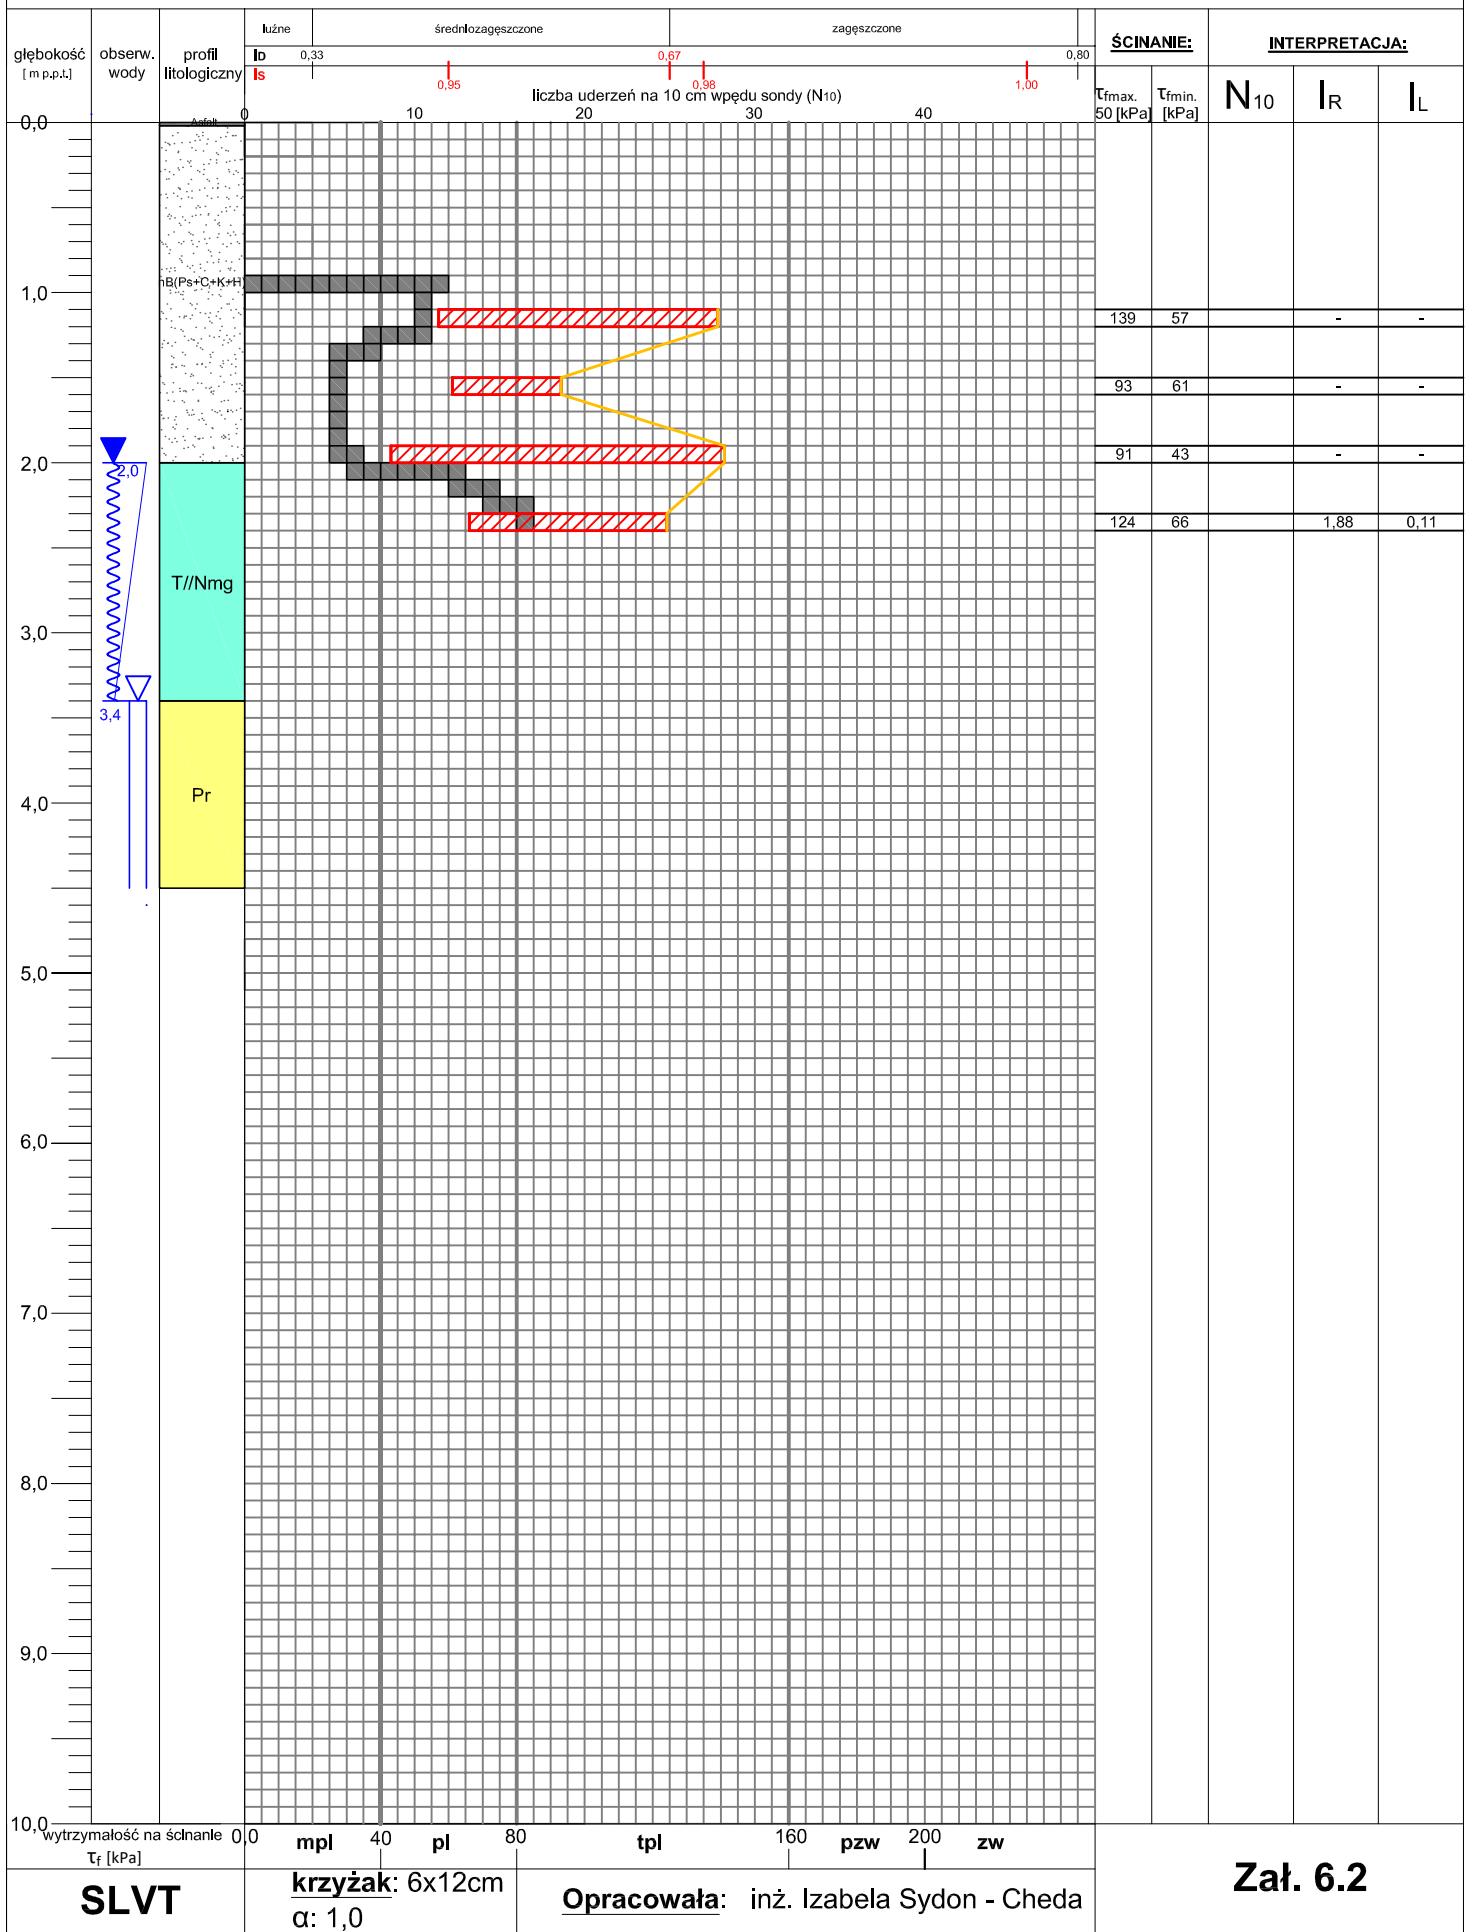 luźne średniozagęszczone zagęszczone
głębokość obserw. profil ID 0,33 0,67 0,80 ŚCINANIE: INTERPRETACJA:
[ m p.p.t.] wody litologiczny IS 0,95 0,98 1,00
liczba uderzeń na 10 cm wpędu sondy (N10)
τfmax. τfmin. N10 IR IL
50 [kPa] [kPa]
0 10 20 30 40
0,0 Asfalt
B(Ps+C+K+H)
1,0
139 57 - -
93 61 - -
91 43 - -
2,0 2,0
124 66 1,88 0,11
T//Nmg
3,0
3,4
Pr
4,0
5,0
6,0
7,0
8,0
9,0
10,0
wytrzymałość na ścinanie 0,0 mpl 40 pl 80 tpl 160 pzw 200 zw
τf [kPa]
SLVT krzyżak: 6x12cm Opracowała: inż. Izabela Sydon - Cheda Zał. 6.2
α: 1,0